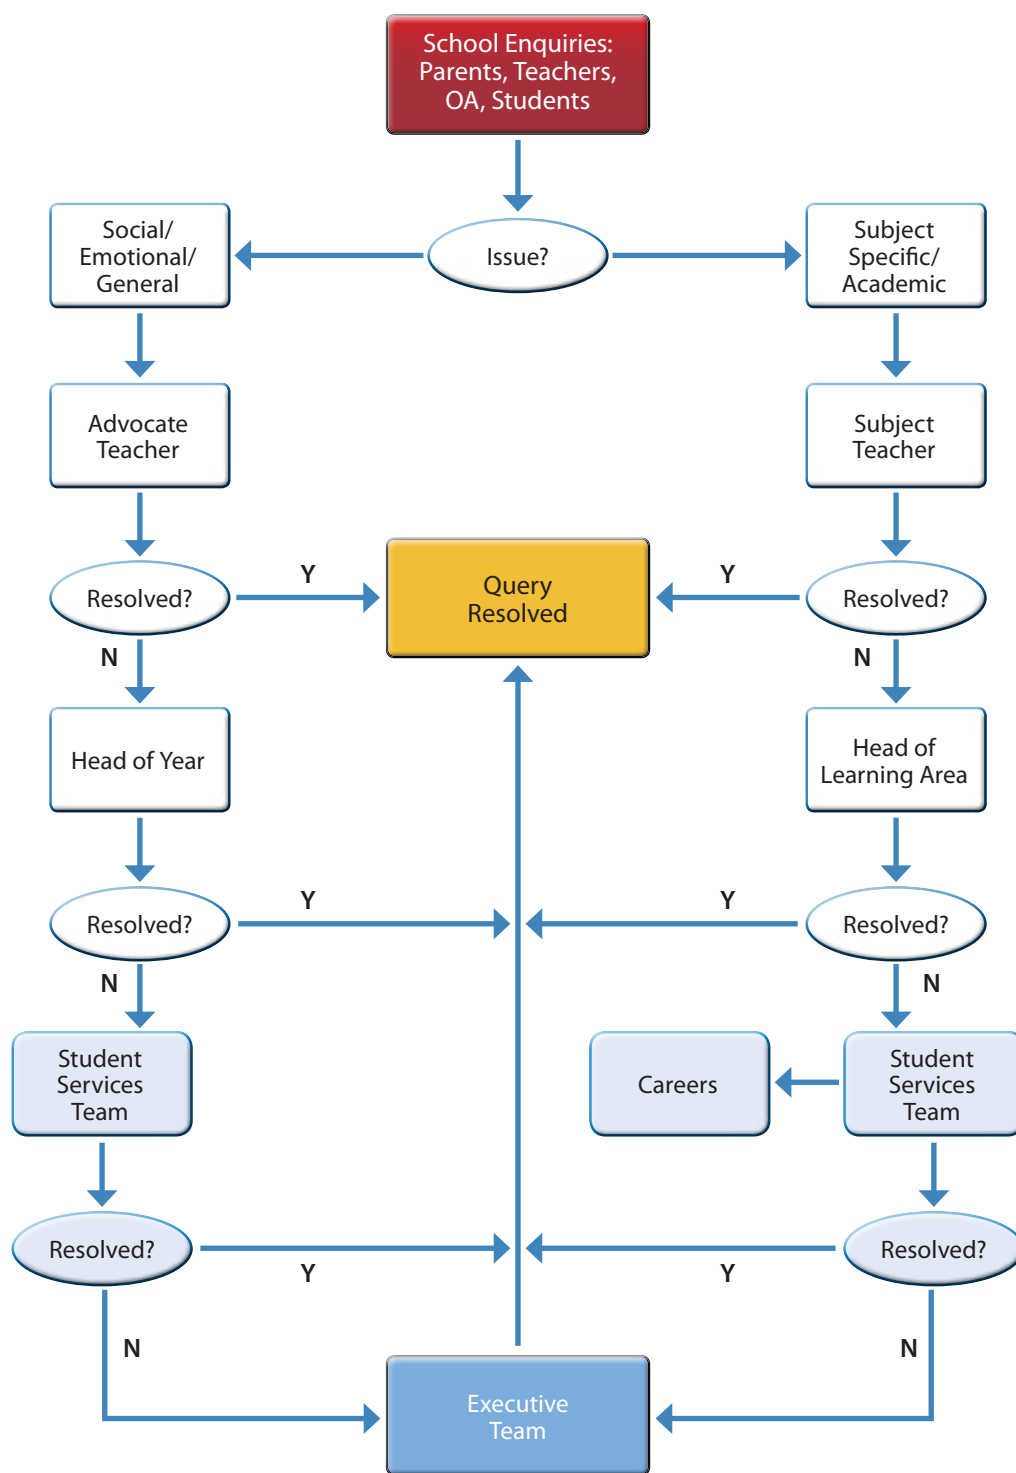 School Enquiries:
Parents, Teachers,
OA, Students
Social/
Emotional/
General
Issue?
Subject
Specific/
Academic
Advocate
Teacher
Subject
Teacher
Resolved?
Y
Query
Resolved
Y
Resolved?
N
N
Head of Year
Head of
Learning Area
Resolved?
Y
Y
Resolved?
N
N
Student
Services
Team
Careers
Student
Services
Team
Resolved?
Y
Y
Resolved?
N
N
Executive
Team